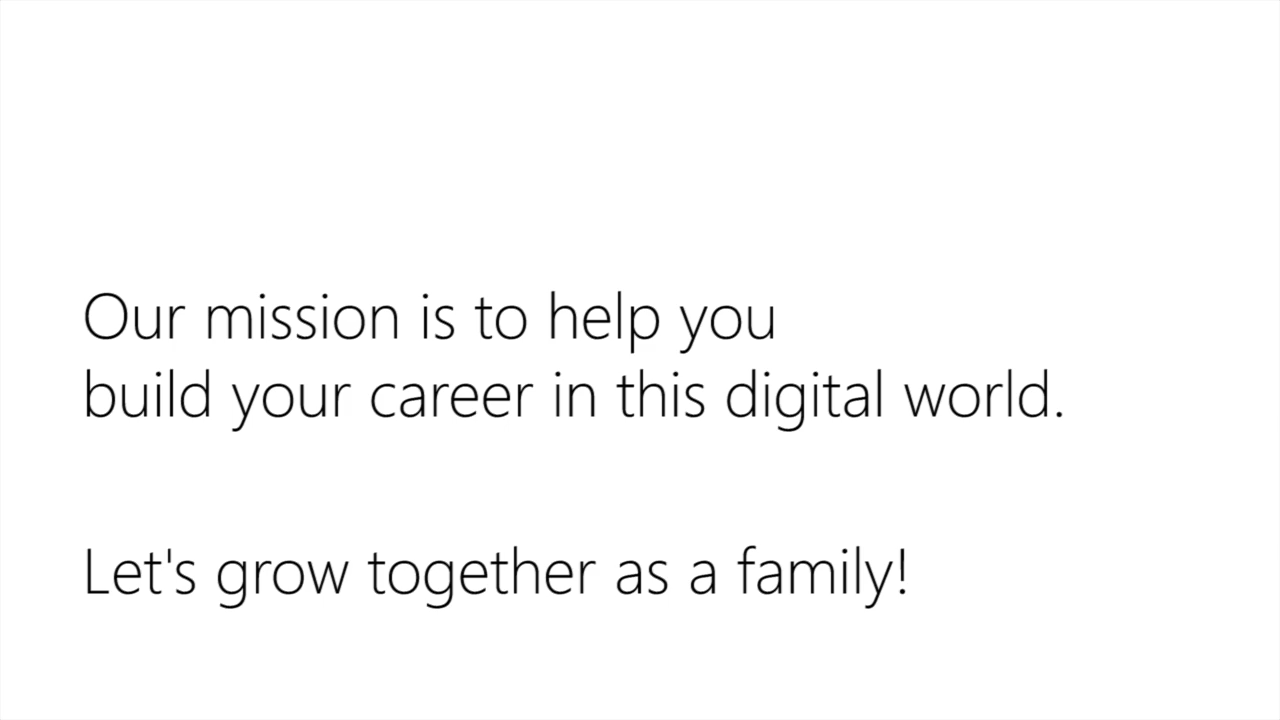 Our mission is to help you
build your career in this digital world.
Let's grow together as a family!